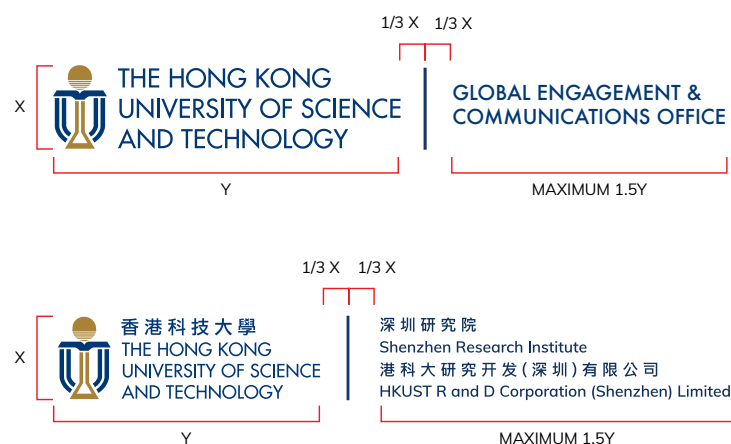 1/3 X 1/3 X
X
THE HONG KONG
UNIVERSITY OF SCIENCE
AND TECHNOLOGY
GLOBAL ENGAGEMENT &
COMMUNICATIONS OFFICE
Y
MAXIMUM 1.5Y
1/3 X 1/3 X
X
香港科技大學
THE HONG KONG
UNIVERSITY OF SCIENCE
AND TECHNOLOGY
深圳研究院
Shenzhen Research Institute
港科大研究开发(深圳)有限公司
HKUST R and D Corporation (Shenzhen) Limited
Y
MAXIMUM 1.5Y